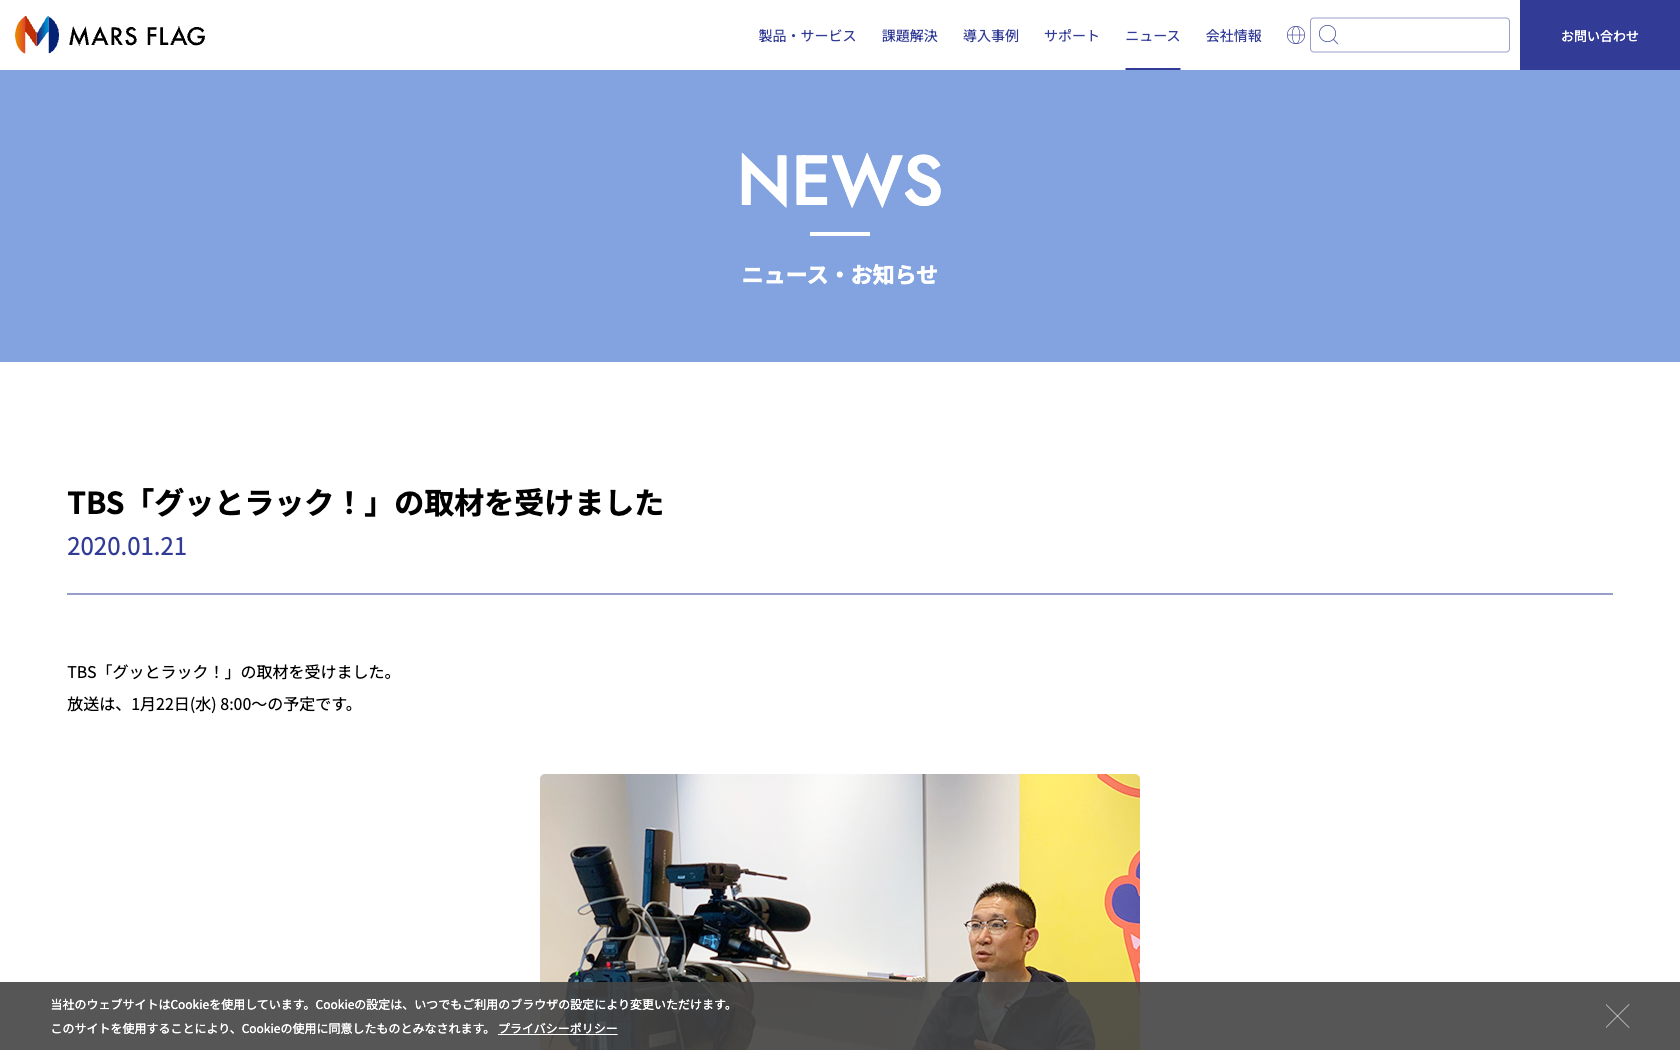 MARS FLAG
製品・サービス
課題解決
導入事例
サポート
ニュース
会社情報
お問い合わせ
NEWS
ニュース・お知らせ
TBS「グッとラック！」の取材を受けました
2020.01.21
TBS「グッとラック！」の取材を受けました。
放送は、1月22日(水) 8:00〜の予定です。
当社のウェブサイトはCookieを使用しています。Cookieの設定は、いつでもご利用のブラウザの設定により変更いただけます。
このサイトを使用することにより、Cookieの使用に同意したものとみなされます。 プライバシーポリシー